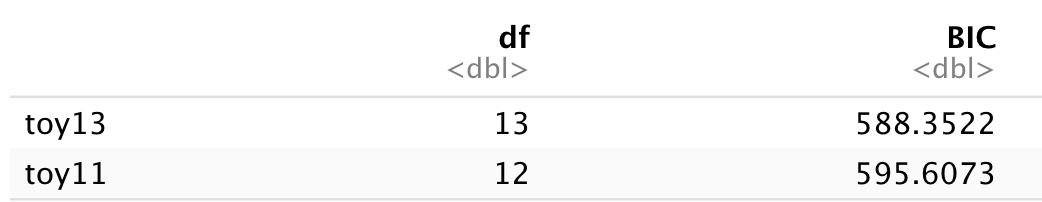 df BIC
<dbl> <dbl>
toy13 13 588.3522
toy11 12 595.6073